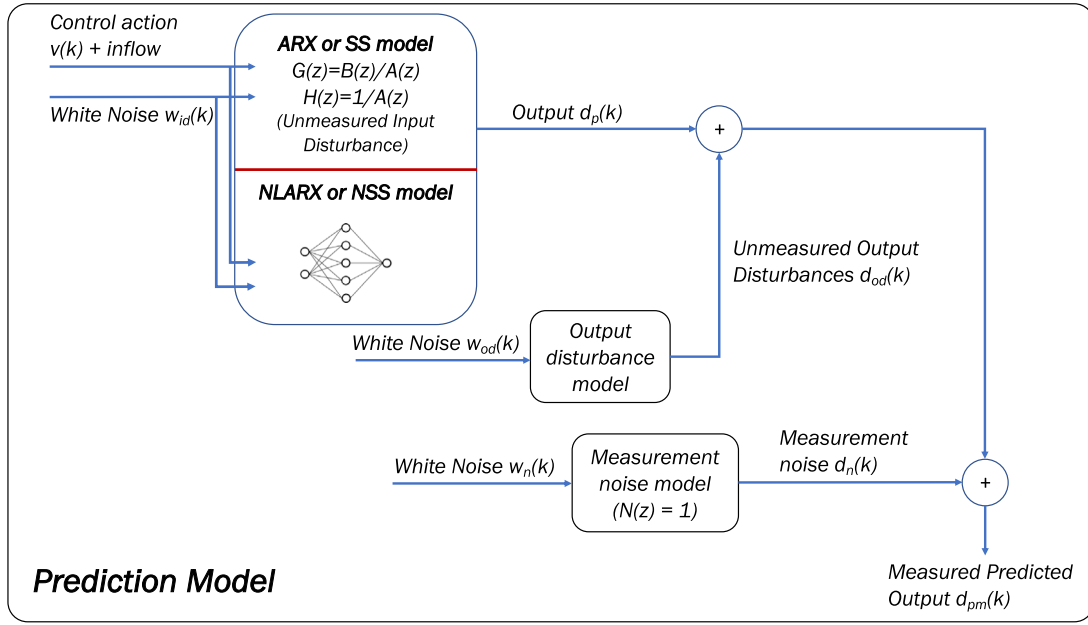 Control action
v(k) + inflow
White Noise w_id(k)
ARX or SS model
G(z)=B(z)/A(z)
H(z)=1/A(z)
(Unmeasured Input
Disturbance)
NLARX or NSS model
Output d_p(k)
+
Unmeasured Output
Disturbances d_od(k)
White Noise w_od(k)
Output
disturbance
model
White Noise w_n(k)
Measurement
noise model
(N(z) = 1)
Measurement
noise d_n(k)
+
Measured Predicted
Output d_pm(k)
Prediction Model